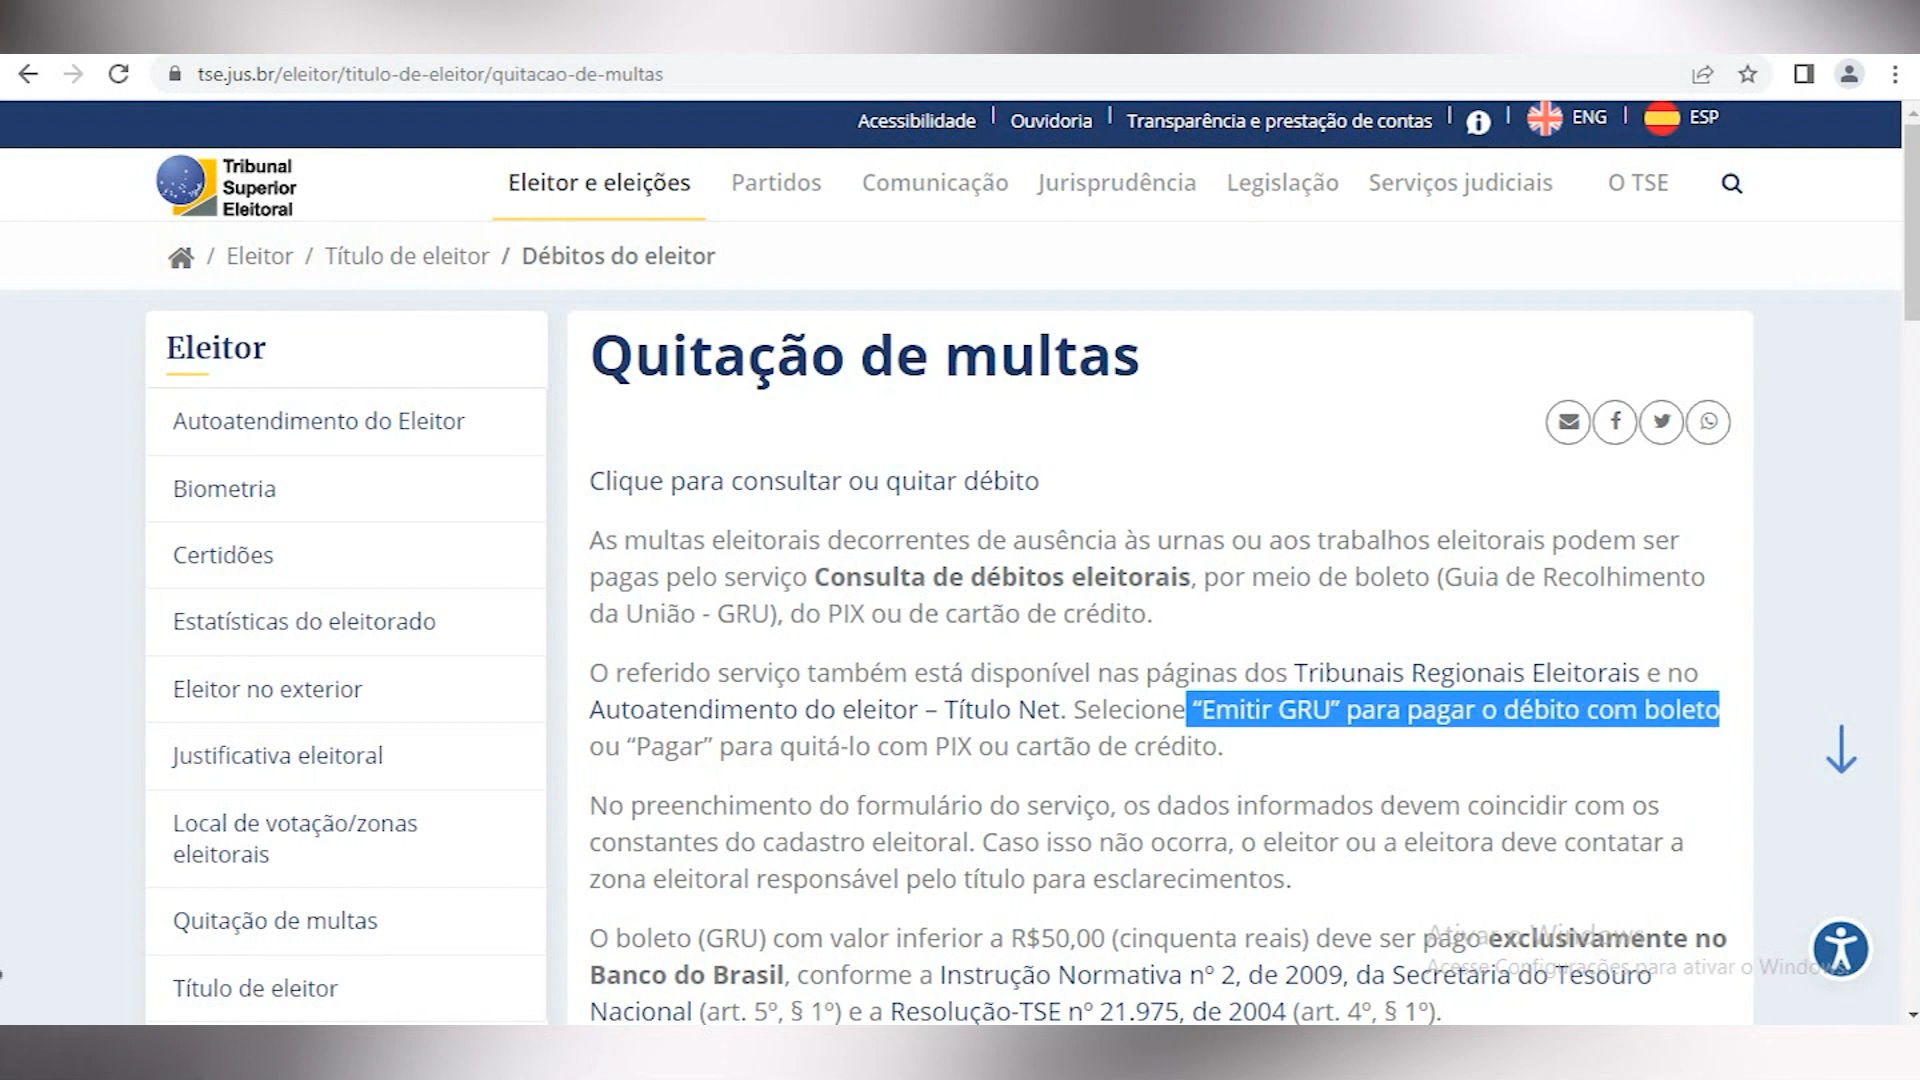 tse.jus.br/eleitor/titulo-de-eleitor/quitacao-de-multas
Acessibilidade | Ouvidoria | Transparência e prestação de contas | ENG | ESP
Tribunal
Superior
Eleitoral
Eleitor e eleições Partidos Comunicação Jurisprudência Legislação Serviços judiciais O TSE
/ Eleitor / Título de eleitor / Débitos do eleitor
Eleitor
Autoatendimento do Eleitor
Biometria
Certidões
Estatísticas do eleitorado
Eleitor no exterior
Justificativa eleitoral
Local de votação/zonas
eleitorais
Quitação de multas
Título de eleitor
Quitação de multas
Clique para consultar ou quitar débito
As multas eleitorais decorrentes de ausência às urnas ou aos trabalhos eleitorais podem ser
pagas pelo serviço Consulta de débitos eleitorais, por meio de boleto (Guia de Recolhimento
da União - GRU), do PIX ou de cartão de crédito.
O referido serviço também está disponível nas páginas dos Tribunais Regionais Eleitorais e no
Autoatendimento do eleitor – Título Net. Selecione “Emitir GRU” para pagar o débito com boleto
ou “Pagar” para quitá-lo com PIX ou cartão de crédito.
No preenchimento do formulário do serviço, os dados informados devem coincidir com os
constantes do cadastro eleitoral. Caso isso não ocorra, o eleitor ou a eleitora deve contatar a
zona eleitoral responsável pelo título para esclarecimentos.
O boleto (GRU) com valor inferior a R$50,00 (cinquenta reais) deve ser pago exclusivamente no
Banco do Brasil, conforme a Instrução Normativa nº 2, de 2009, da Secretaria do Tesouro
Nacional (art. 5º, § 1º) e a Resolução-TSE nº 21.975, de 2004 (art. 4º, § 1º).
Ativar o Windows
Acesse Configurações para ativar o Windows.